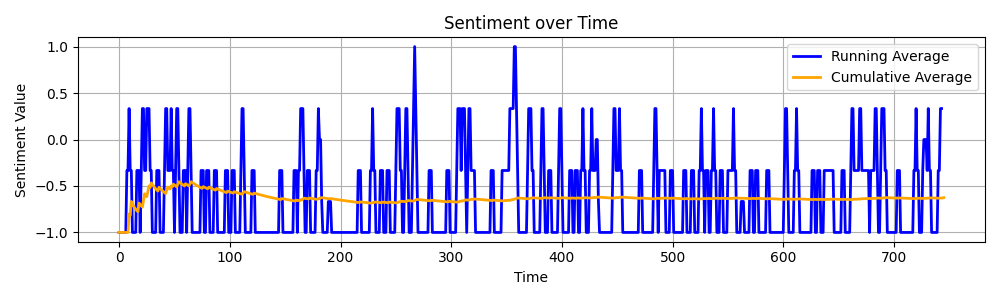 Sentiment over Time
Sentiment Value
1.0
0.5
0.0
−0.5
−1.0
Running Average
Cumulative Average
0 100 200 300 400 500 600 700
Time